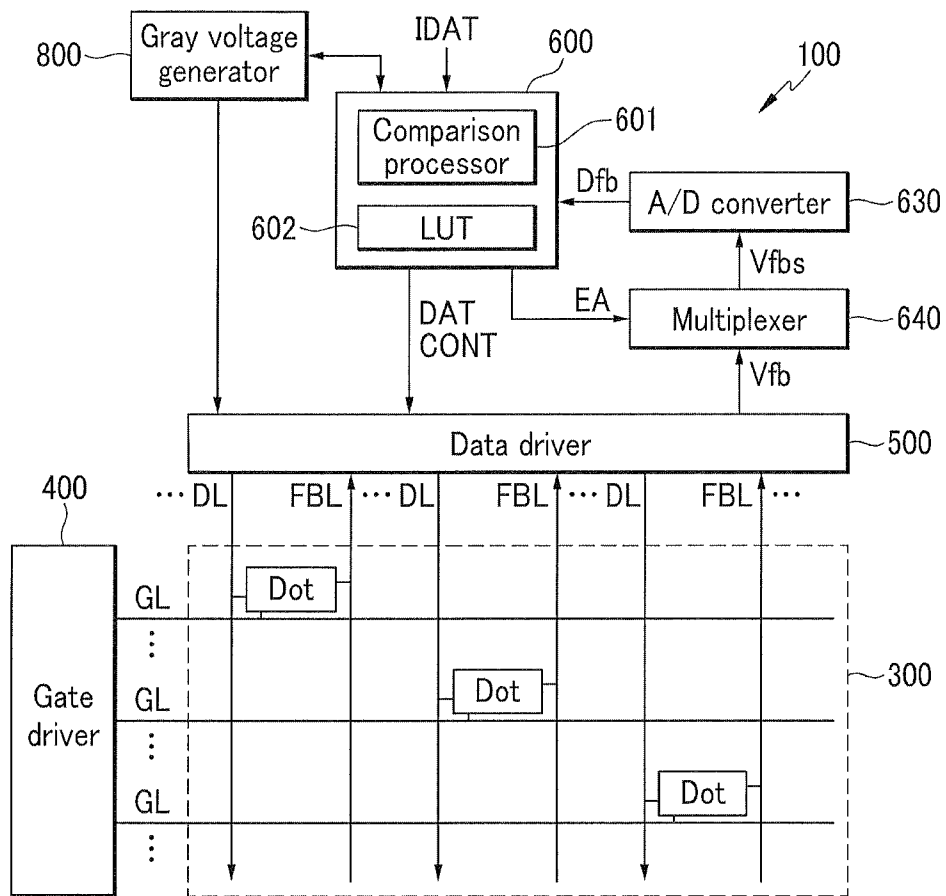 IDAT
800
Gray voltage
generator
600
100
Comparison
processor
601
602
LUT
Dfb
A/D converter
630
Vfbs
EA
Multiplexer
640
DAT
CONT
Vfb
Data driver
500
400
··· DL FBL ··· DL FBL ··· DL FBL ···
Gate
driver
GL
Dot
⋮
GL
Dot
300
⋮
GL
Dot
⋮